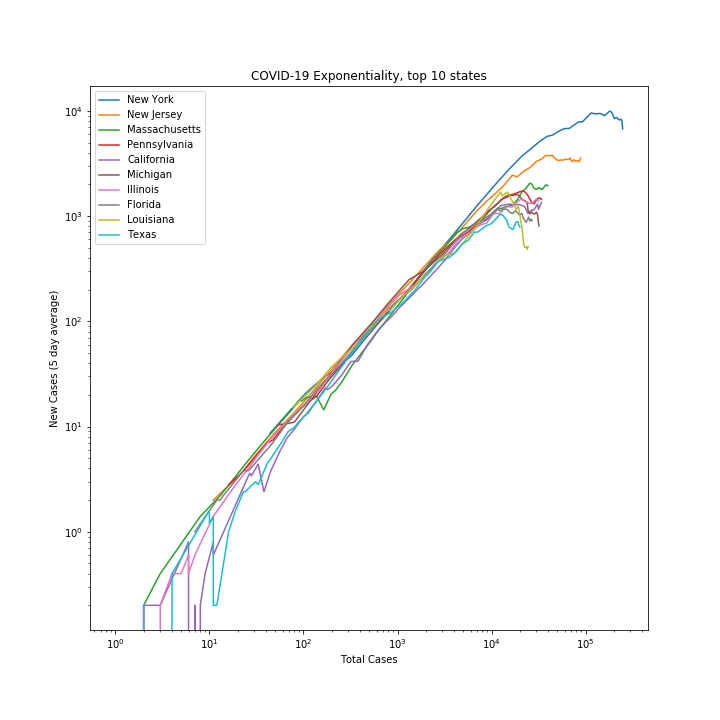 COVID-19 Exponentiality, top 10 states
New York
New Jersey
Massachusetts
Pennsylvania
California
Michigan
Illinois
Florida
Louisiana
Texas
New Cases (5 day average)
10⁴
10³
10²
10¹
10⁰
10⁰ 10¹ 10² 10³ 10⁴ 10⁵
Total Cases